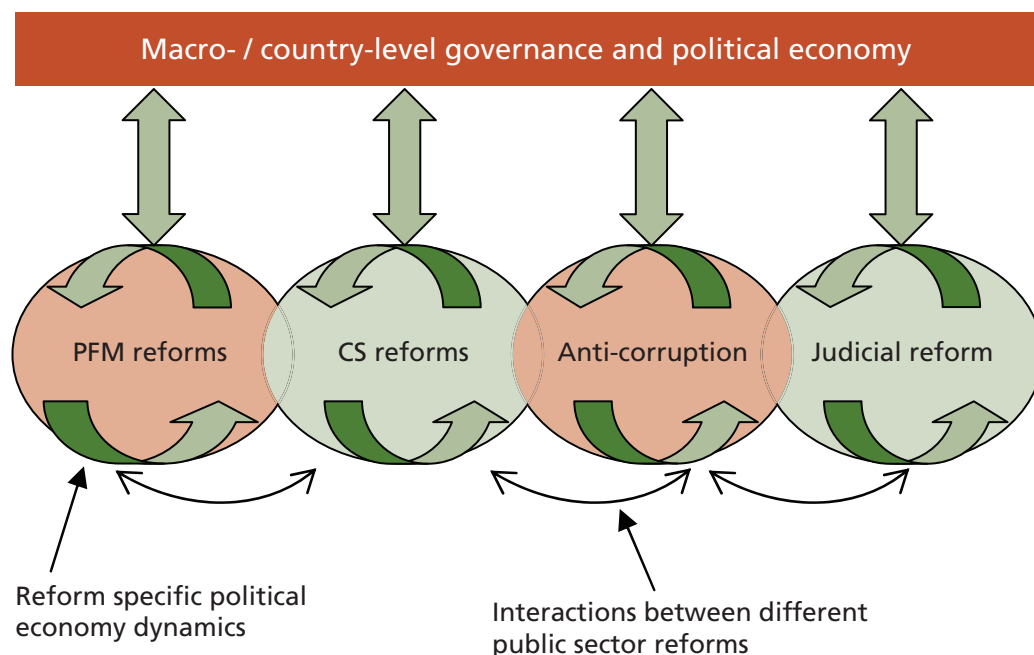 Macro- / country-level governance and political economy
PFM reforms
CS reforms
Anti-corruption
Judicial reform
Reform specific political
economy dynamics
Interactions between different
public sector reforms